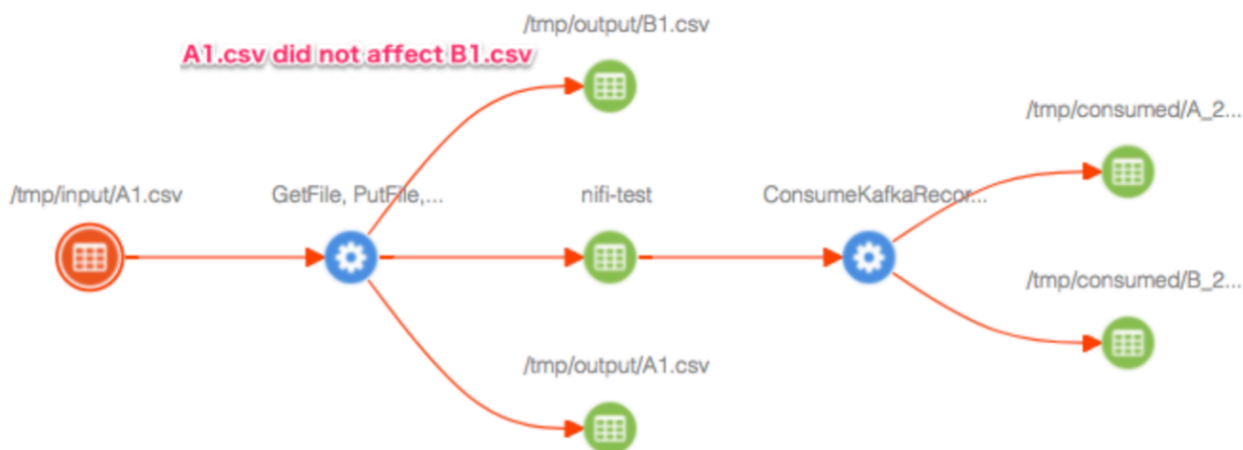 /tmp/output/B1.csv
A1.csv did not affect B1.csv
/tmp/consumed/A_2...
/tmp/input/A1.csv
GetFile, PutFile,...
nifi-test
ConsumeKafkaRecor...
/tmp/consumed/B_2...
/tmp/output/A1.csv